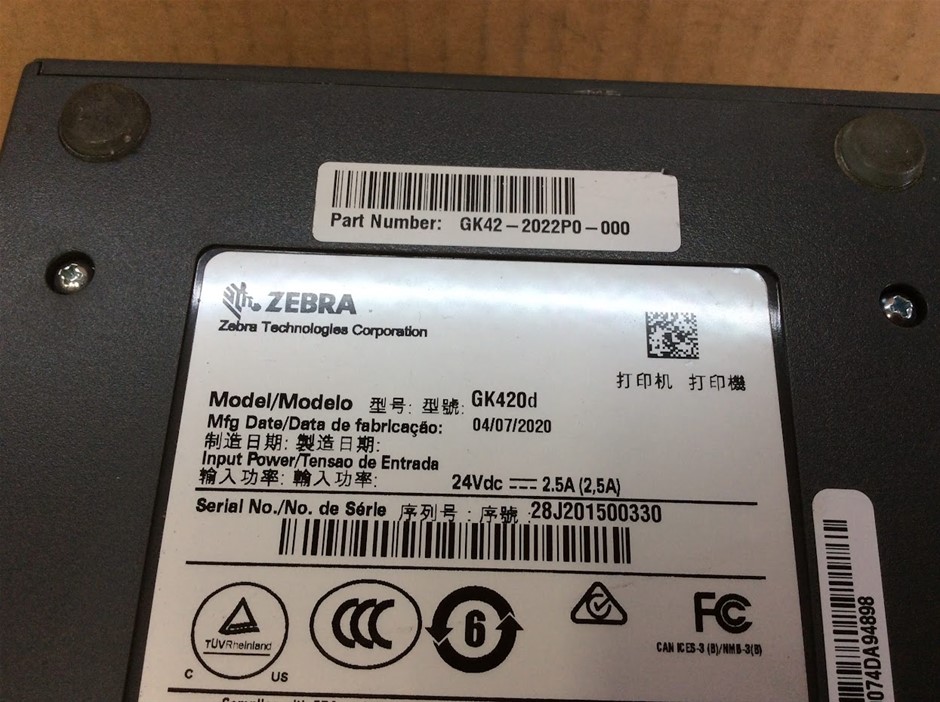 Part Number: GK42-2022P0-000
ZEBRA
Zebra Technologies Corporation
打印机 打印機
Model/Modelo 型号: 型號: GK420d
Mfg Date/Data de fabricação: 04/07/2020
制造日期: 製造日期:
Input Power/Tensao de Entrada
输入功率: 輸入功率: 24Vdc ⎓ 2.5A (2,5A)
Serial No./No. de Série 序列号: 序號: 28J201500330
TÜVRheinland
C US
CCC
6
FC
CAN ICES-3 (B)/NMB-3(B)
074DA94898